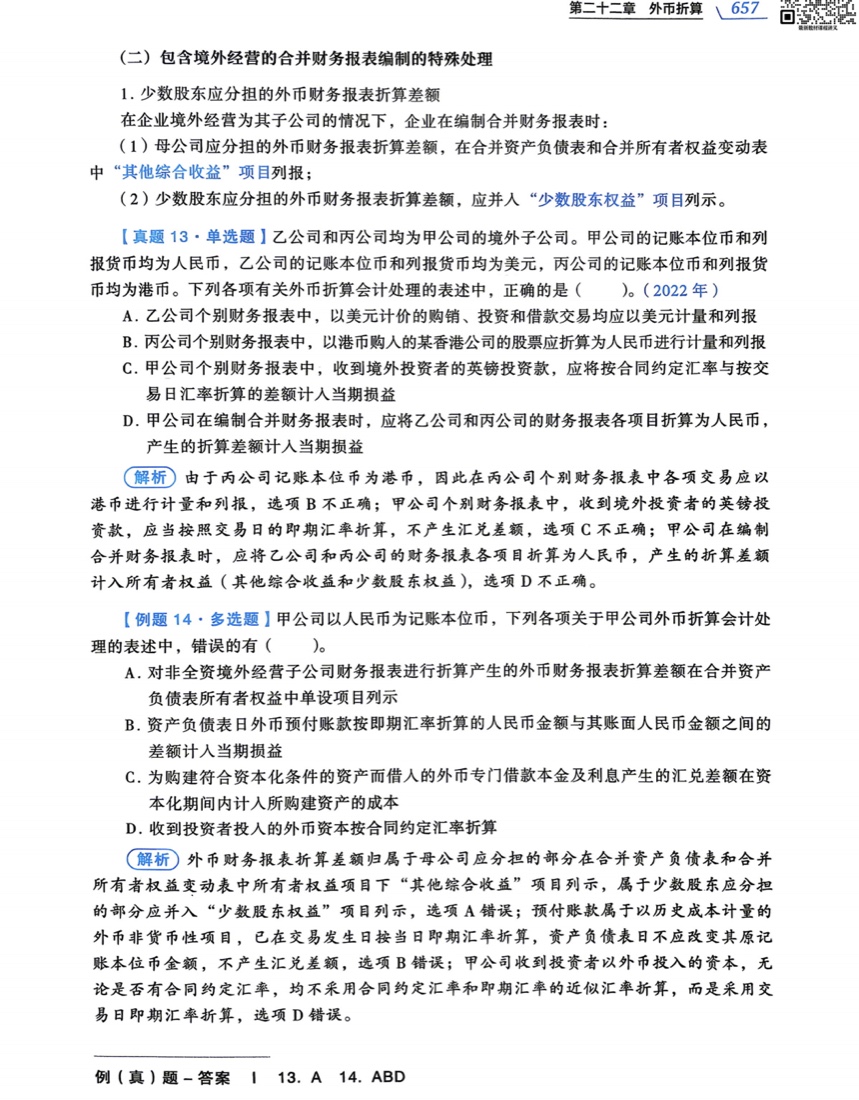 第二十二章 外币折算 657
(二)包含境外经营的合并财务报表编制的特殊处理
1. 少数股东应分担的外币财务报表折算差额
在企业境外经营为其子公司的情况下，企业在编制合并财务报表时：
(1)母公司应分担的外币财务报表折算差额，在合并资产负债表和合并所有者权益变动表
中“其他综合收益”项目列报；
(2)少数股东应分担的外币财务报表折算差额，应并入“少数股东权益”项目列示。
【真题 13·单选题】乙公司和丙公司均为甲公司的境外子公司。甲公司的记账本位币和列
报货币均为人民币，乙公司的记账本位币和列报货币均为美元，丙公司的记账本位币和列报货
币均为港币。下列各项有关外币折算会计处理的表述中，正确的是( )。(2022 年)
A. 乙公司个别财务报表中，以美元计价的购销、投资和借款交易均应以美元计量和列报
B. 丙公司个别财务报表中，以港币购入的某香港公司的股票应折算为人民币进行计量和列报
C. 甲公司个别财务报表中，收到境外投资者的英镑投资款，应将按合同约定汇率与按交
易日汇率折算的差额计入当期损益
D. 甲公司在编制合并财务报表时，应将乙公司和丙公司的财务报表各项目折算为人民币，
产生的折算差额计入当期损益
解析 由于丙公司记账本位币为港币，因此在丙公司个别财务报表中各项交易应以
港币进行计量和列报，选项 B 不正确；甲公司个别财务报表中，收到境外投资者的英镑投
资款，应当按照交易日的即期汇率折算，不产生汇兑差额，选项 C 不正确；甲公司在编制
合并财务报表时，应将乙公司和丙公司的财务报表各项目折算为人民币，产生的折算差额
计入所有者权益(其他综合收益和少数股东权益)，选项 D 不正确。
【例题 14·多选题】甲公司以人民币为记账本位币，下列各项关于甲公司外币折算会计处
理的表述中，错误的有( )。
A. 对非全资境外经营子公司财务报表进行折算产生的外币财务报表折算差额在合并资产
负债表所有者权益中单设项目列示
B. 资产负债表日外币预付账款按即期汇率折算的人民币金额与其账面人民币金额之间的
差额计入当期损益
C. 为购建符合资本化条件的资产而借入的外币专门借款本金及利息产生的汇兑差额在资
本化期间内计入所购建资产的成本
D. 收到投资者投入的外币资本按合同约定汇率折算
解析 外币财务报表折算差额归属于母公司应分担的部分在合并资产负债表和合并
所有者权益变动表中所有者权益项目下“其他综合收益”项目列示，属于少数股东应分担
的部分应并入“少数股东权益”项目列示，选项 A 错误；预付账款属于以历史成本计量的
外币非货币性项目，已在交易发生日按当日即期汇率折算，资产负债表日不应改变其原记
账本位币金额，不产生汇兑差额，选项 B 错误；甲公司收到投资者以外币投入的资本，无
论是否有合同约定汇率，均不采用合同约定汇率和即期汇率的近似汇率折算，而是采用交
易日即期汇率折算，选项 D 错误。
例(真)题－答案 | 13. A 14. ABD